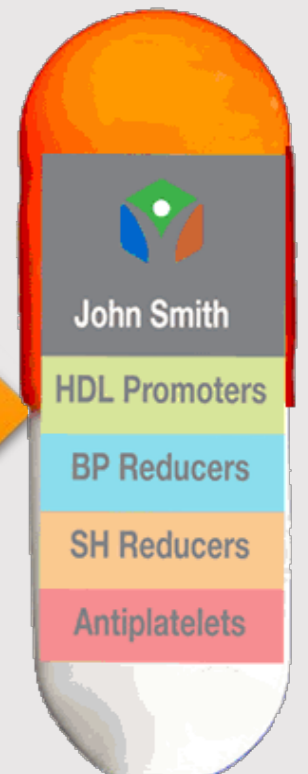 John Smith
HDL Promoters
BP Reducers
SH Reducers
Antiplatelets